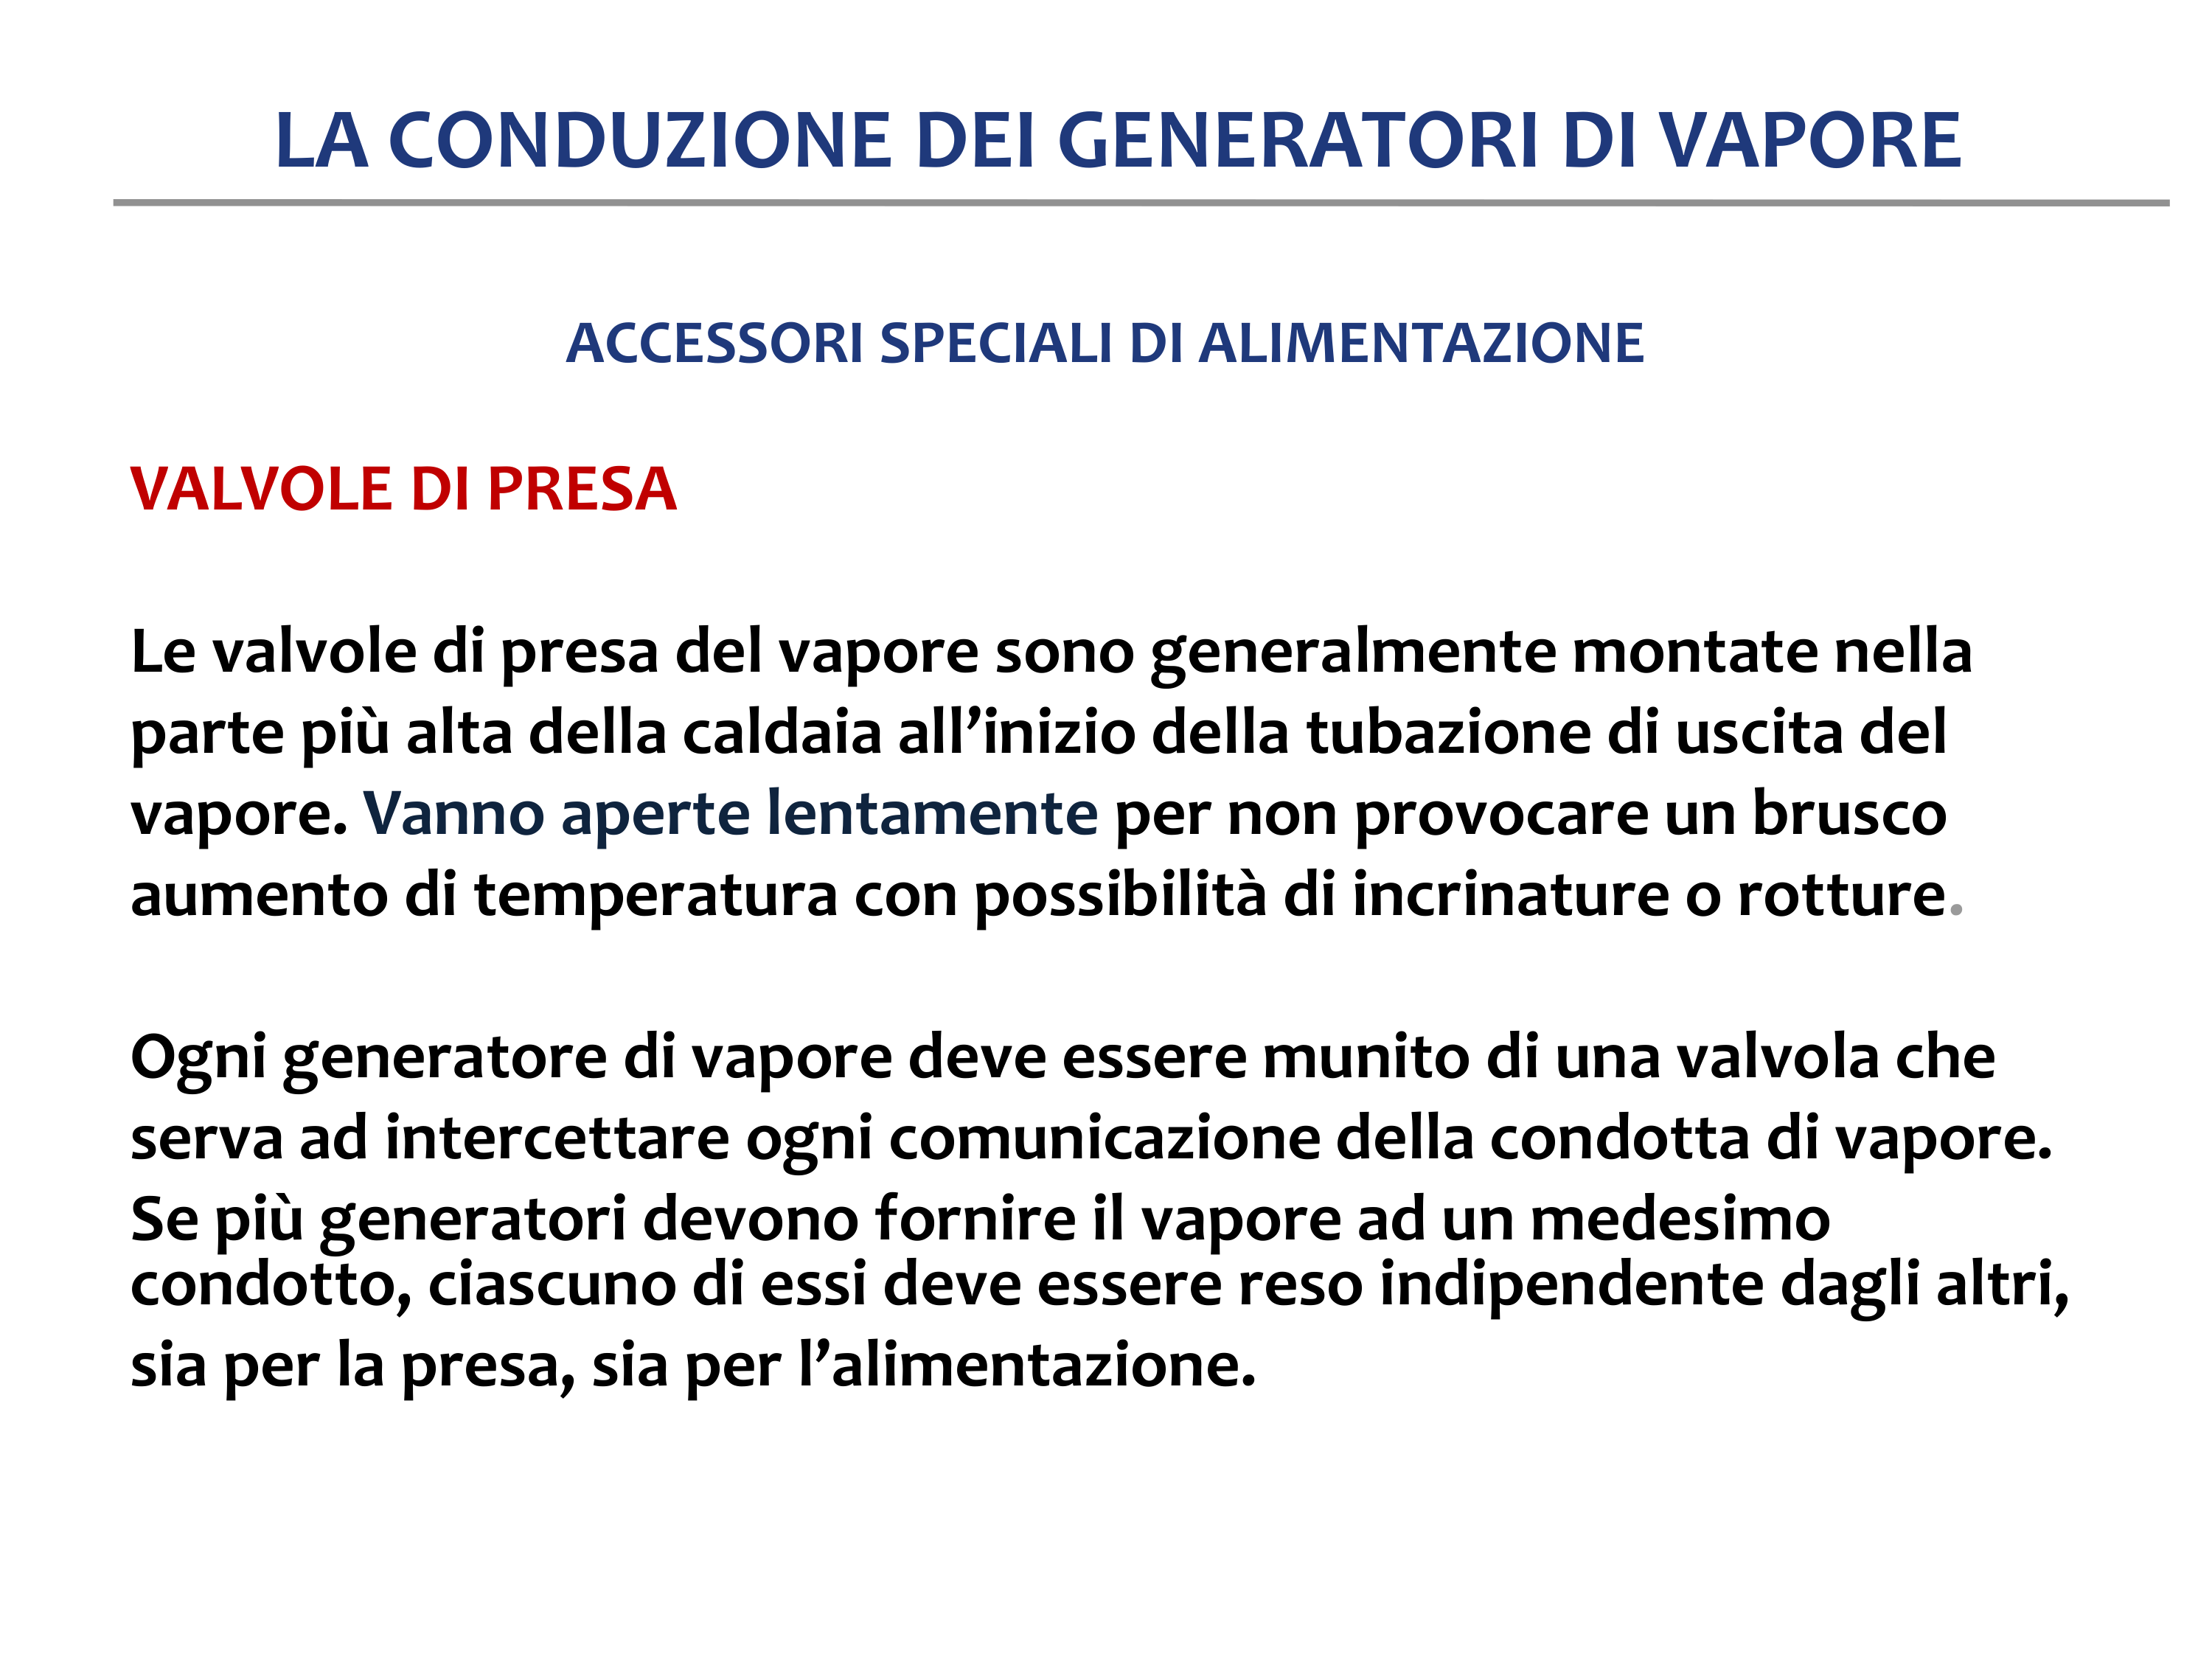 LA CONDUZIONE DEI GENERATORI DI VAPORE
ACCESSORI SPECIALI DI ALIMENTAZIONE
VALVOLE DI PRESA
Le valvole di presa del vapore sono generalmente montate nella
parte più alta della caldaia all’inizio della tubazione di uscita del
vapore. Vanno aperte lentamente per non provocare un brusco
aumento di temperatura con possibilità di incrinature o rotture.
Ogni generatore di vapore deve essere munito di una valvola che
serva ad intercettare ogni comunicazione della condotta di vapore.
Se più generatori devono fornire il vapore ad un medesimo
condotto, ciascuno di essi deve essere reso indipendente dagli altri,
sia per la presa, sia per l’alimentazione.